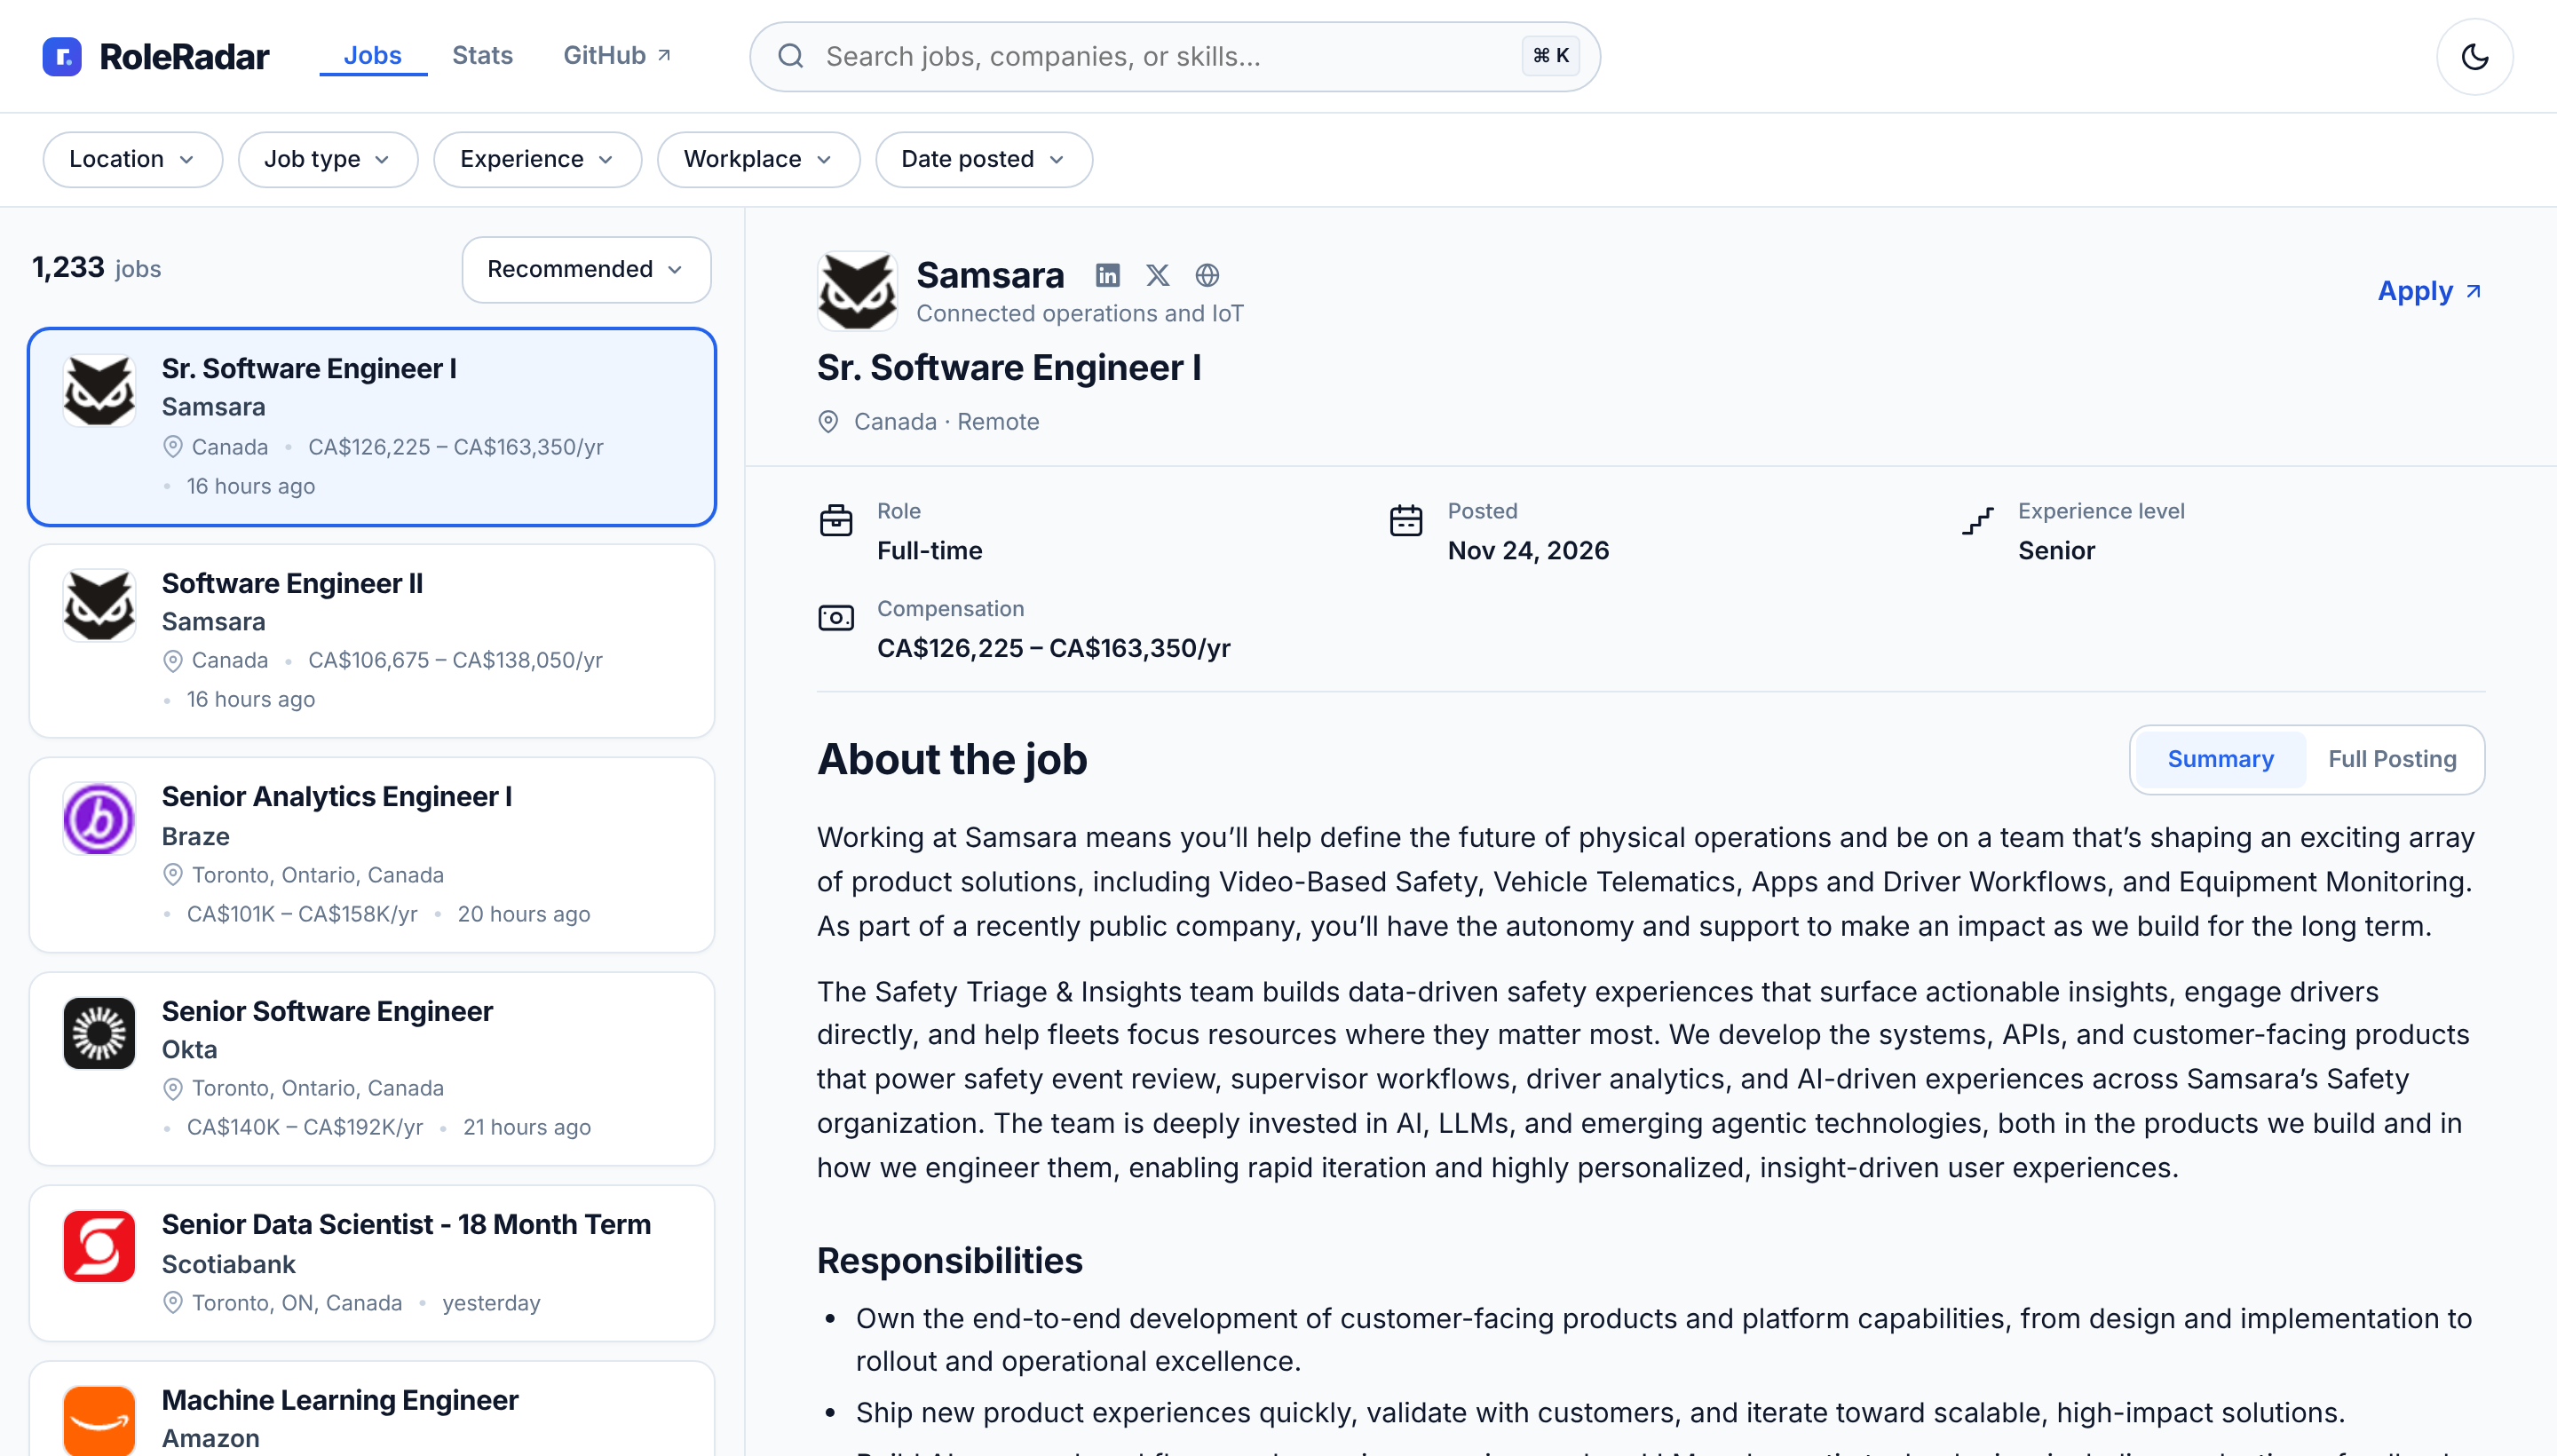 RoleRadar
Jobs
Stats
GitHub
Search jobs, companies, or skills...
⌘ K
Location
Job type
Experience
Workplace
Date posted
1,233 jobs
Recommended
Sr. Software Engineer I
Samsara
Canada • CA$126,225 – CA$163,350/yr
• 16 hours ago
Software Engineer II
Samsara
Canada • CA$106,675 – CA$138,050/yr
• 16 hours ago
Senior Analytics Engineer I
Braze
Toronto, Ontario, Canada
• CA$101K – CA$158K/yr • 20 hours ago
Senior Software Engineer
Okta
Toronto, Ontario, Canada
• CA$140K – CA$192K/yr • 21 hours ago
Senior Data Scientist - 18 Month Term
Scotiabank
Toronto, ON, Canada • yesterday
Machine Learning Engineer
Amazon
Samsara
Connected operations and IoT
Apply
Sr. Software Engineer I
Canada · Remote
Role
Full-time
Posted
Nov 24, 2026
Experience level
Senior
Compensation
CA$126,225 – CA$163,350/yr
About the job
Summary
Full Posting
Working at Samsara means you’ll help define the future of physical operations and be on a team that’s shaping an exciting array
of product solutions, including Video-Based Safety, Vehicle Telematics, Apps and Driver Workflows, and Equipment Monitoring.
As part of a recently public company, you’ll have the autonomy and support to make an impact as we build for the long term.
The Safety Triage & Insights team builds data-driven safety experiences that surface actionable insights, engage drivers
directly, and help fleets focus resources where they matter most. We develop the systems, APIs, and customer-facing products
that power safety event review, supervisor workflows, driver analytics, and AI-driven experiences across Samsara’s Safety
organization. The team is deeply invested in AI, LLMs, and emerging agentic technologies, both in the products we build and in
how we engineer them, enabling rapid iteration and highly personalized, insight-driven user experiences.
Responsibilities
• Own the end-to-end development of customer-facing products and platform capabilities, from design and implementation to
rollout and operational excellence.
• Ship new product experiences quickly, validate with customers, and iterate toward scalable, high-impact solutions.